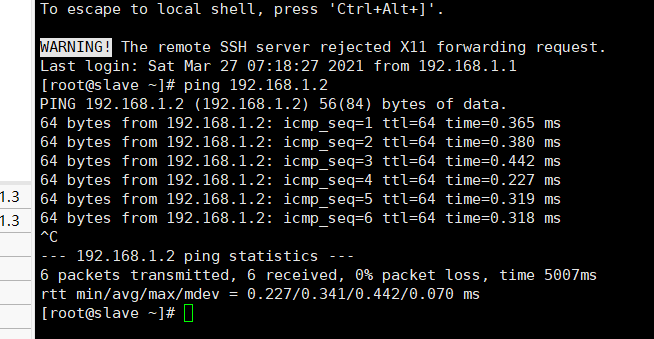 To escape to local shell, press 'Ctrl+Alt+]'.
WARNING! The remote SSH server rejected X11 forwarding request.
Last login: Sat Mar 27 07:18:27 2021 from 192.168.1.1
[root@slave ~]# ping 192.168.1.2
PING 192.168.1.2 (192.168.1.2) 56(84) bytes of data.
64 bytes from 192.168.1.2: icmp_seq=1 ttl=64 time=0.365 ms
64 bytes from 192.168.1.2: icmp_seq=2 ttl=64 time=0.380 ms
64 bytes from 192.168.1.2: icmp_seq=3 ttl=64 time=0.442 ms
64 bytes from 192.168.1.2: icmp_seq=4 ttl=64 time=0.227 ms
64 bytes from 192.168.1.2: icmp_seq=5 ttl=64 time=0.319 ms
64 bytes from 192.168.1.2: icmp_seq=6 ttl=64 time=0.318 ms
^C
--- 192.168.1.2 ping statistics ---
6 packets transmitted, 6 received, 0% packet loss, time 5007ms
rtt min/avg/max/mdev = 0.227/0.341/0.442/0.070 ms
[root@slave ~]#
1.3
1.3